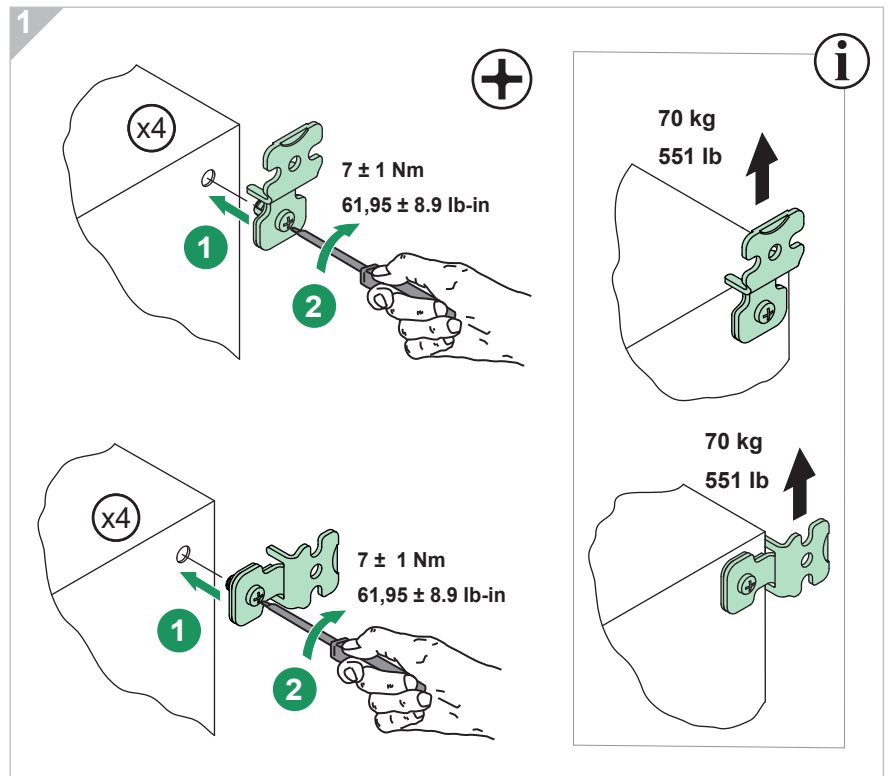 1
x4
7 ± 1 Nm
61,95 ± 8.9 lb-in
1
2
x4
7 ± 1 Nm
61,95 ± 8.9 lb-in
1
2
i
70 kg
551 lb
70 kg
551 lb